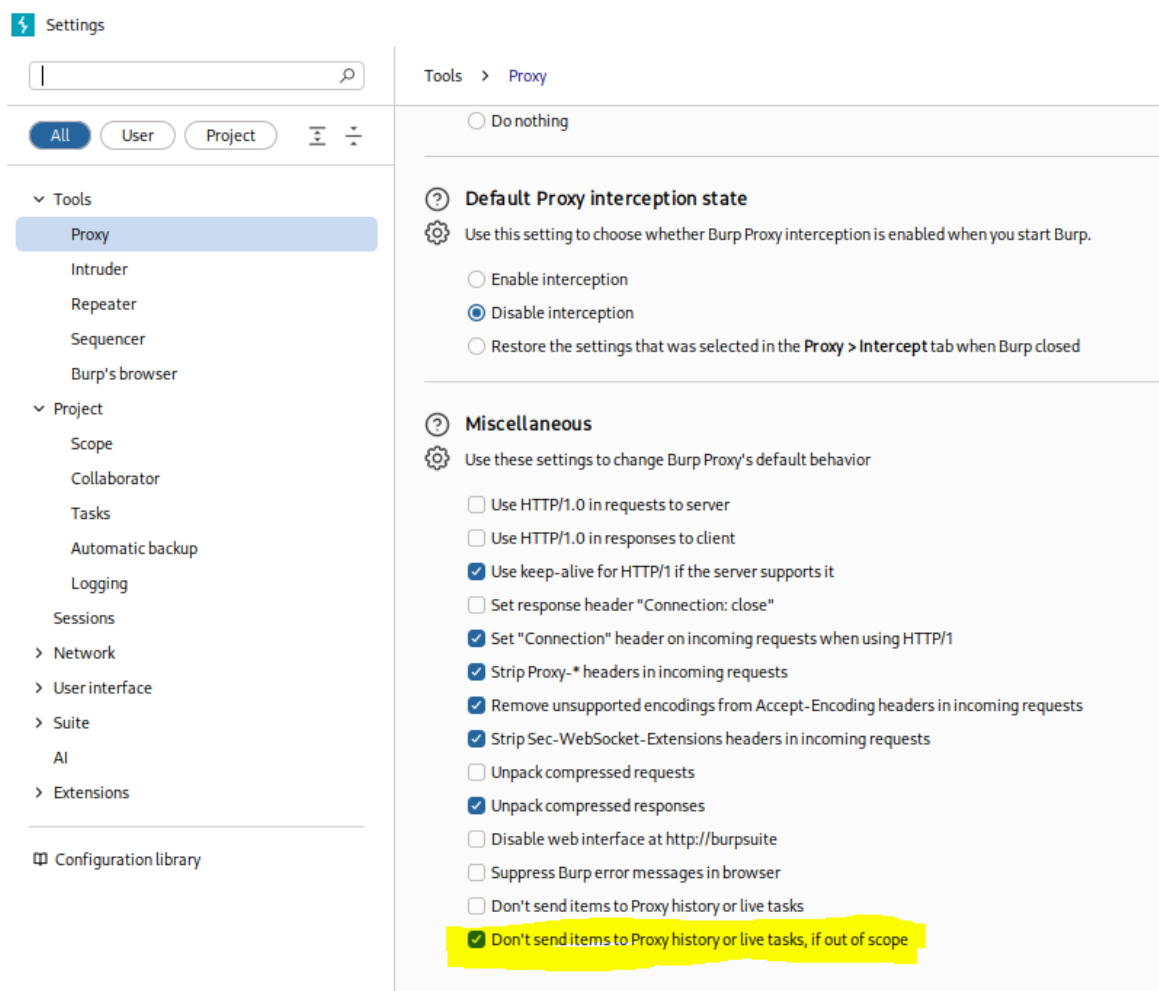 Settings
All User Project
Tools
Proxy
Intruder
Repeater
Sequencer
Burp's browser
Project
Scope
Collaborator
Tasks
Automatic backup
Logging
Sessions
Network
User interface
Suite
AI
Extensions
Configuration library
Tools > Proxy
Do nothing
Default Proxy interception state
Use this setting to choose whether Burp Proxy interception is enabled when you start Burp.
Enable interception
Disable interception
Restore the settings that was selected in the Proxy > Intercept tab when Burp closed
Miscellaneous
Use these settings to change Burp Proxy's default behavior
Use HTTP/1.0 in requests to server
Use HTTP/1.0 in responses to client
Use keep-alive for HTTP/1 if the server supports it
Set response header "Connection: close"
Set "Connection" header on incoming requests when using HTTP/1
Strip Proxy-* headers in incoming requests
Remove unsupported encodings from Accept-Encoding headers in incoming requests
Strip Sec-WebSocket-Extensions headers in incoming requests
Unpack compressed requests
Unpack compressed responses
Disable web interface at http://burpsuite
Suppress Burp error messages in browser
Don't send items to Proxy history or live tasks
Don't send items to Proxy history or live tasks, if out of scope